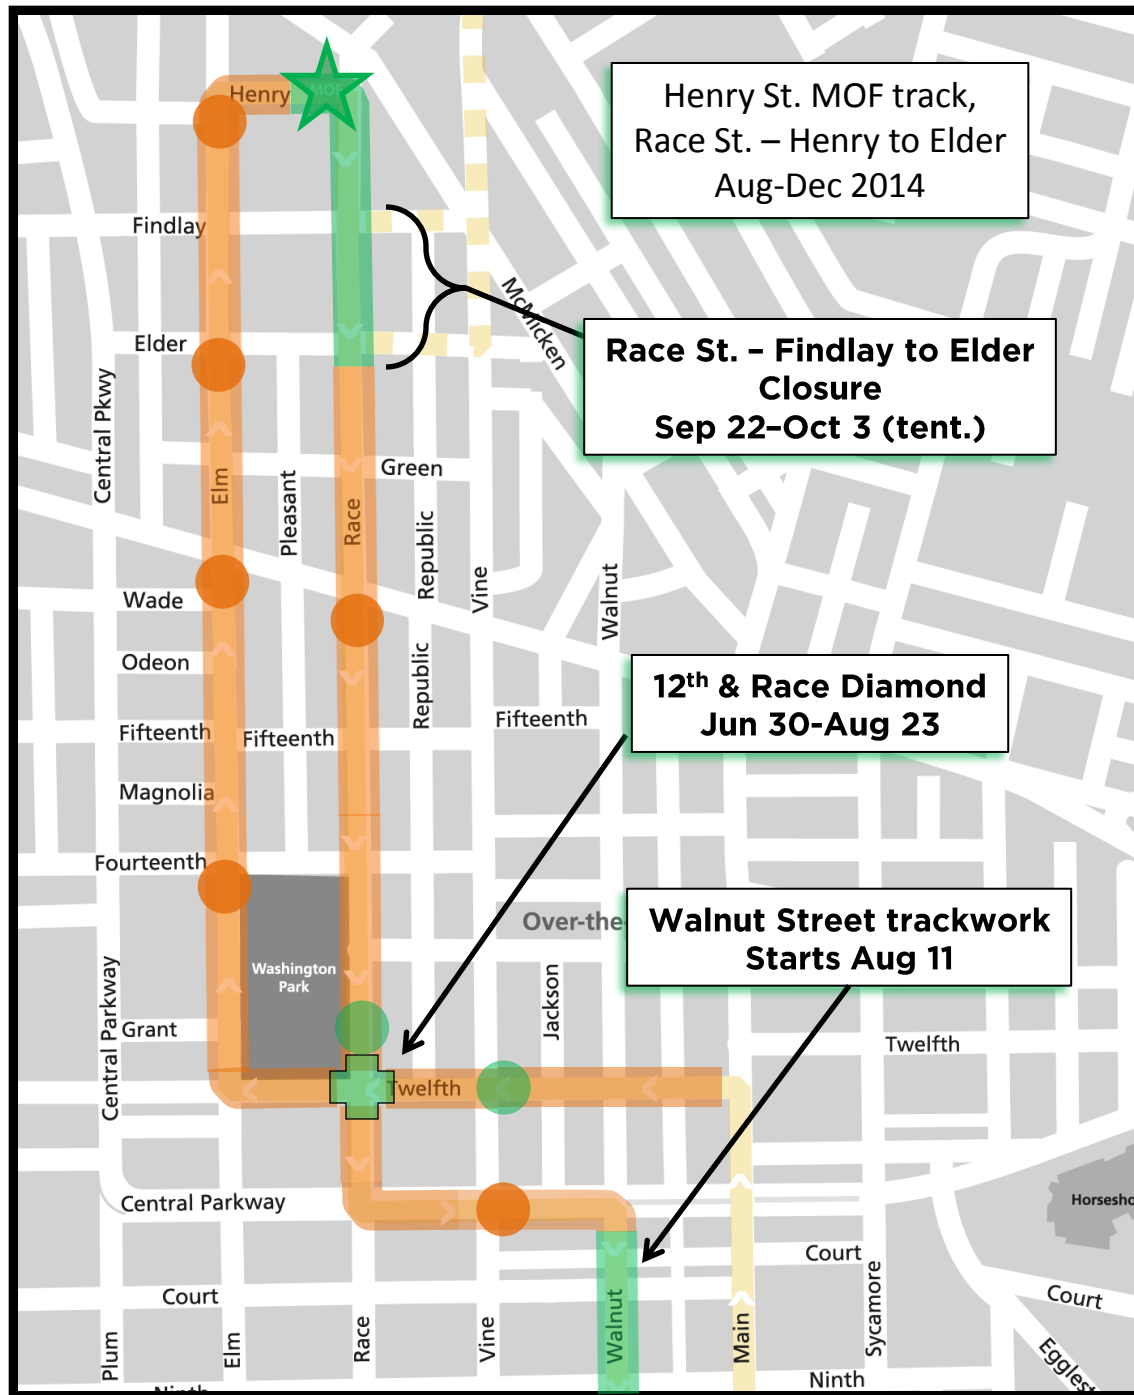 Henry
MOF
Henry St. MOF track,
Race St. – Henry to Elder
Aug-Dec 2014
Findlay
McMicken
Elder
Race St. – Findlay to Elder
Closure
Sep 22–Oct 3 (tent.)
Central Pkwy
Elm
Pleasant
Race
Green
Republic
Vine
Walnut
Wade
Odeon
Republic
12th & Race Diamond
Jun 30-Aug 23
Fifteenth
Fifteenth
Fifteenth
Magnolia
Fourteenth
Over-the-
Walnut Street trackwork
Starts Aug 11
Washington
Park
Central Parkway
Grant
Jackson
Twelfth
Twelfth
Central Parkway
Horsesho
Court
Court
Court
Plum
Elm
Race
Vine
Walnut
Main
Sycamore
Egglest
Ninth
Ninth